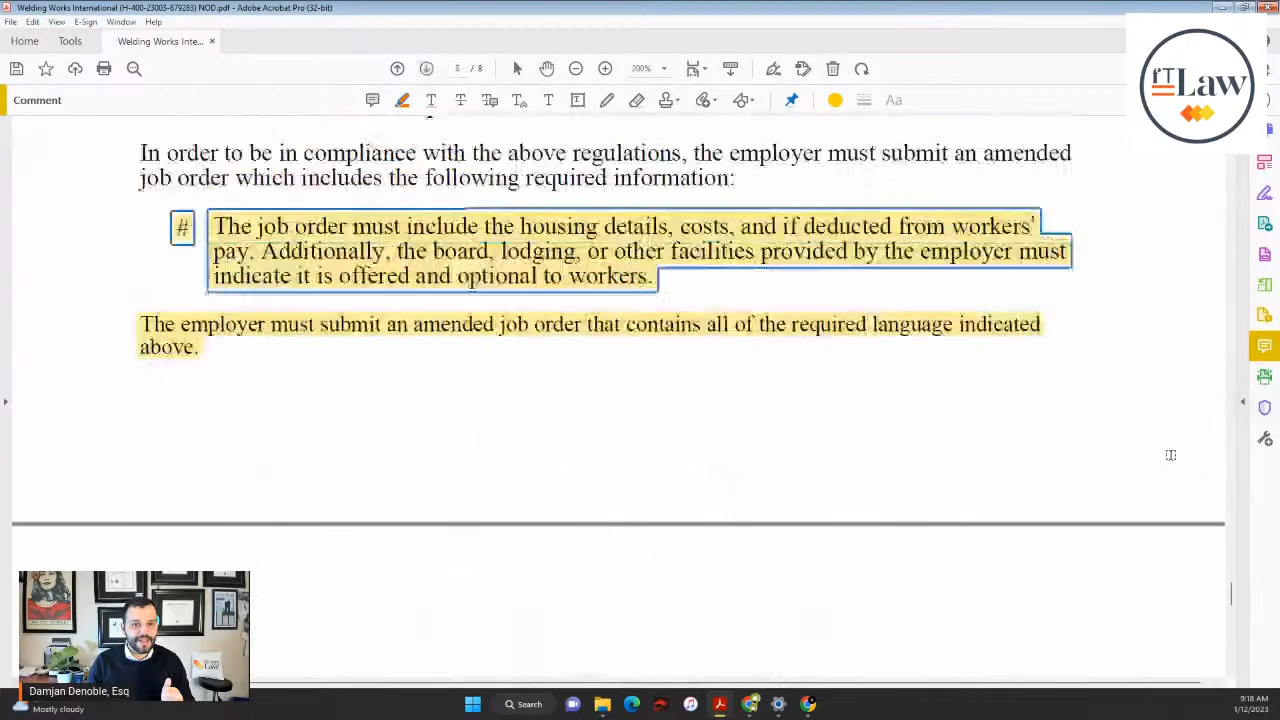 Welding Works International (H-400-23003-679283) NOD.pdf - Adobe Acrobat Pro (32-bit)
File Edit View E-Sign Window Help
Home Tools Welding Works Inte... ×
/ 8 200%
Comment
Aa
fTLaw
In order to be in compliance with the above regulations, the employer must submit an amended
job order which includes the following required information:
# The job order must include the housing details, costs, and if deducted from workers'
pay. Additionally, the board, lodging, or other facilities provided by the employer must
indicate it is offered and optional to workers.
The employer must submit an amended job order that contains all of the required language indicated
above.
Law
Damjan Denoble, Esq
Mostly cloudy
Search
9:18 AM
1/12/2023